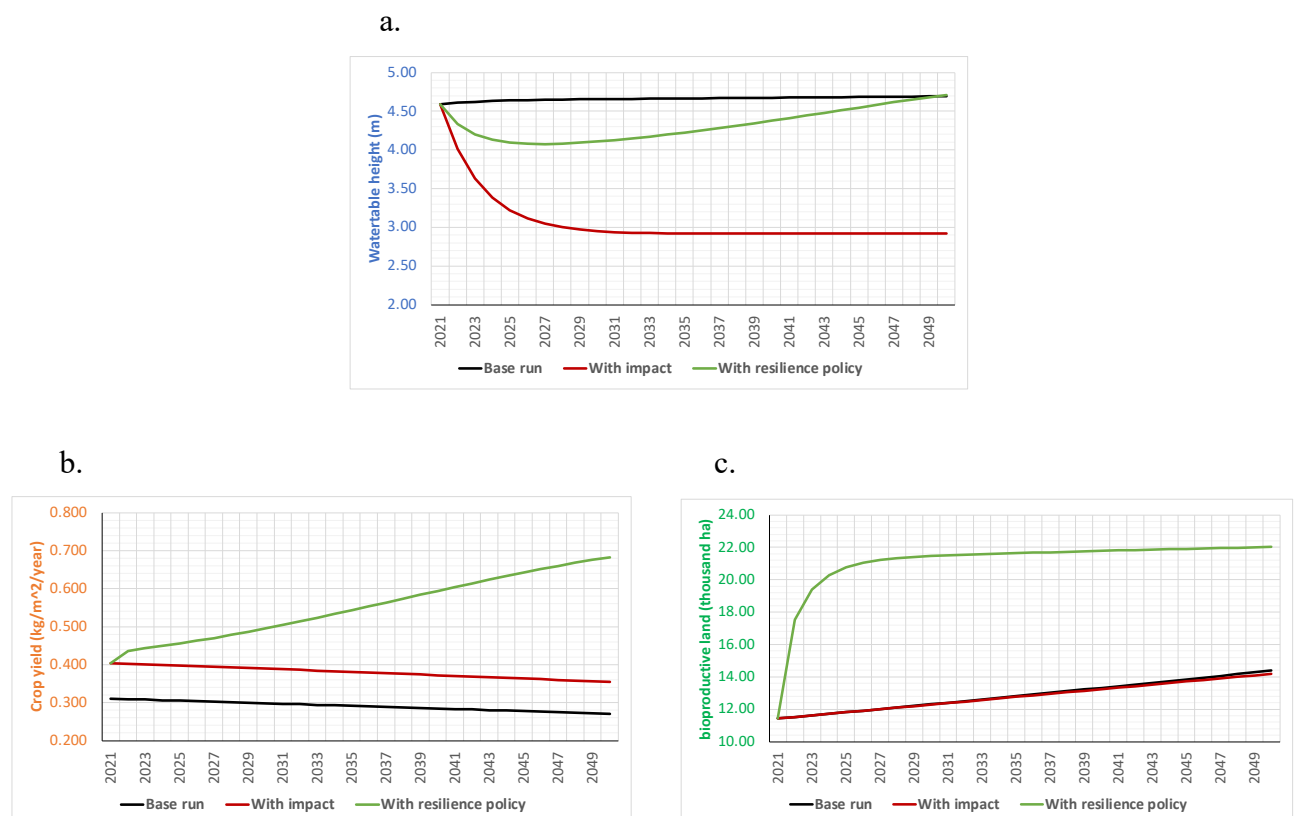 a.
Watertable height (m)
5.00
4.50
4.00
3.50
3.00
2.50
2.00
2021 2023 2025 2027 2029 2031 2033 2035 2037 2039 2041 2043 2045 2047 2049
Base run With impact With resilience policy
b.
Crop yield (kg/m^2/year)
0.800
0.700
0.600
0.500
0.400
0.300
0.200
2021 2023 2025 2027 2029 2031 2033 2035 2037 2039 2041 2043 2045 2047 2049
Base run With impact With resilience policy
c.
bioproductive land (thousand ha)
24.00
22.00
20.00
18.00
16.00
14.00
12.00
10.00
2021 2023 2025 2027 2029 2031 2033 2035 2037 2039 2041 2043 2045 2047 2049
Base run With impact With resilience policy